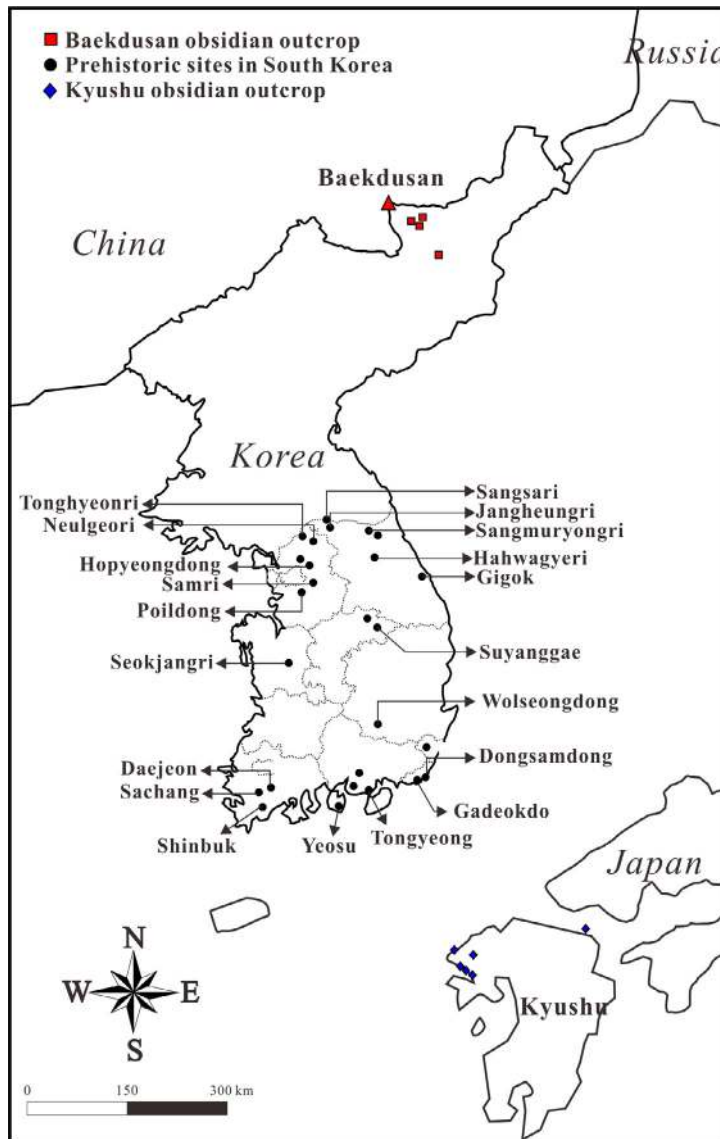 Baekdusan obsidian outcrop
Prehistoric sites in South Korea
Kyushu obsidian outcrop
Russia
Baekdusan
China
Korea
Sangsari
Tonghyeonri
Jangheungri
Neulgeori
Sangmuryongri
Hahwagyeri
Hopyeongdong
Gigok
Samri
Poildong
Suyanggae
Seokjangri
Wolseongdong
Dongsamdong
Daejeon
Sachang
Gadeokdo
Shinbuk
Yeosu
Tongyeong
Japan
N
W
E
S
Kyushu
0 150 300 km